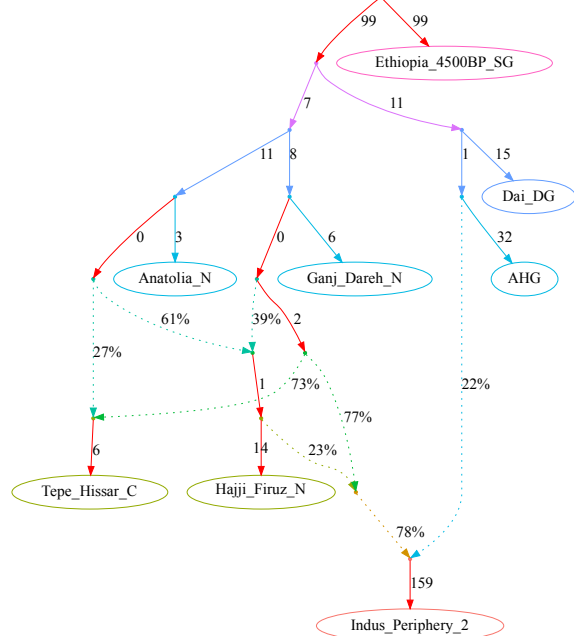 99 99
Ethiopia_4500BP_SG
7 11
11 8 1 15
Dai_DG
0 3 0 6 32
Anatolia_N Ganj_Dareh_N AHG
61% 39% 2
27% 73% 1 22%
77%
6 14 23%
Tepe_Hissar_C Hajji_Firuz_N
78%
159
Indus_Periphery_2